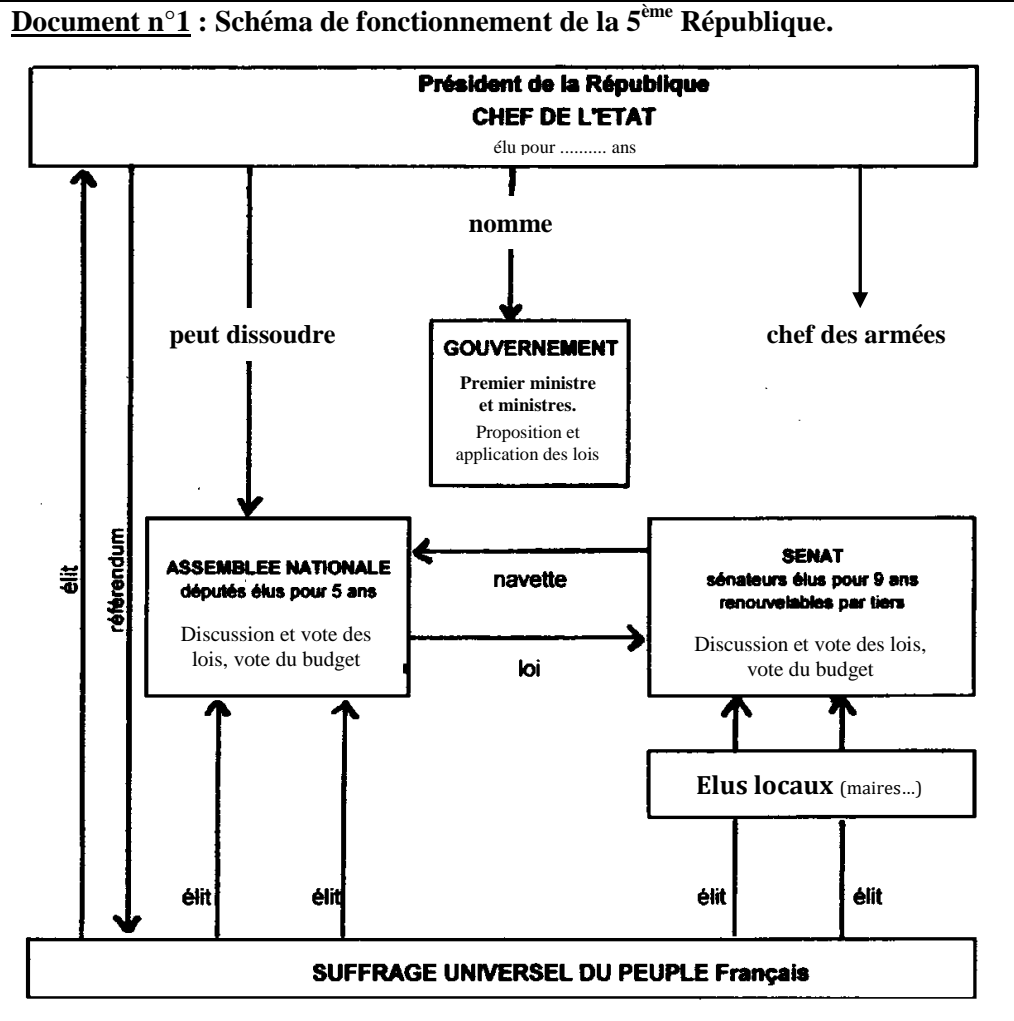 Document n°1 : Schéma de fonctionnement de la 5ème République.
Président de la République
CHEF DE L'ETAT
élu pour .......... ans
nomme
peut dissoudre
chef des armées
GOUVERNEMENT
Premier ministre
et ministres.
Proposition et
application des lois
élit
référendum
ASSEMBLEE NATIONALE
députés élus pour 5 ans
Discussion et vote des
lois, vote du budget
navette
loi
SENAT
sénateurs élus pour 9 ans
renouvelables par tiers
Discussion et vote des lois,
vote du budget
Elus locaux (maires...)
élit
élit
élit
élit
SUFFRAGE UNIVERSEL DU PEUPLE Français